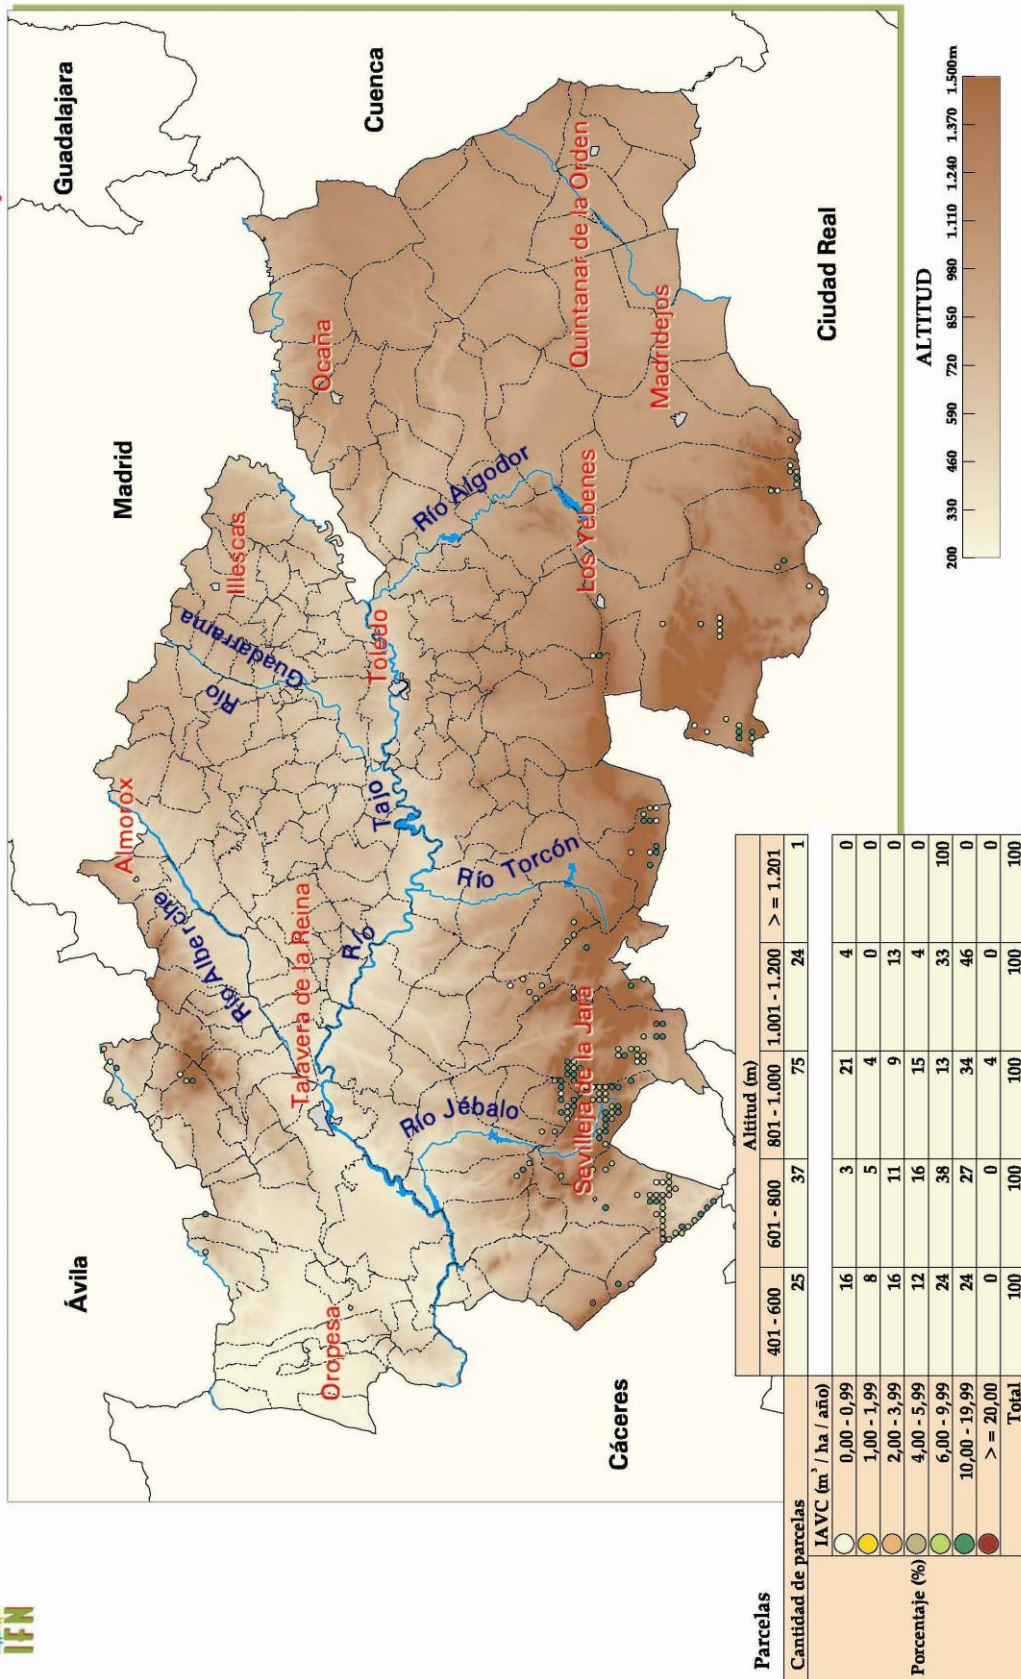 IFN
Guadalajara
Madrid
Cuenca
Ávila
Cáceres
Ciudad Real
Almorox
Illescas
Ocaña
Oropesa
Talavera de la Reina
Toledo
Quintanar de la Orden
Madridejos
Los Yébenes
Sevilleja de la Jara
Río Alberche
Río Guadarrama
Río Tajo
Río Algodor
Río Torcón
Río Jébalo
ALTITUD
200 330 460 590 720 850 980 1.110 1.240 1.370 1.500m
Parcelas
Altitud (m)
401 - 600 601 - 800 801 - 1.000 1.001 - 1.200 > = 1.201
Cantidad de parcelas 25 37 75 24 1
IAVC (m³ / ha / año)
Porcentaje (%)
0,00 - 0,99 16 3 21 4 0
1,00 - 1,99 8 5 4 0 0
2,00 - 3,99 16 11 9 13 0
4,00 - 5,99 12 16 15 4 0
6,00 - 9,99 24 38 13 33 100
10,00 - 19,99 24 27 34 46 0
> = 20,00 0 0 4 0 0
Total 100 100 100 100 100